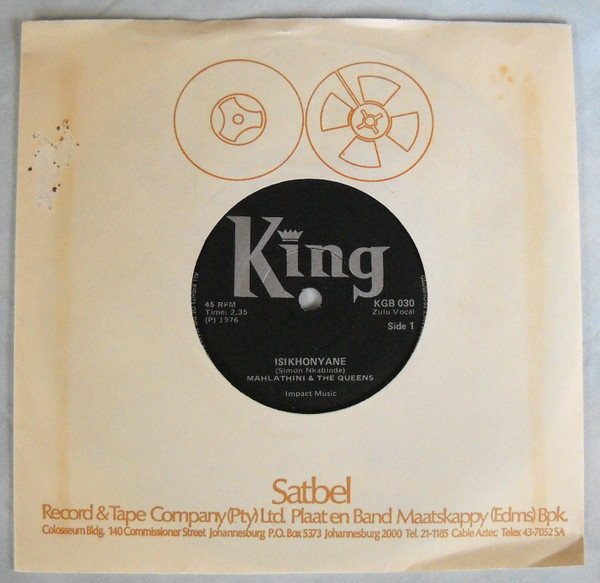 King
45 RPM
Time: 2.35
(P) 1976
KGB 030
Zulu Vocal
Side 1
ISIKHONYANE
(Simon Nkabinde)
MAHLATHINI & THE QUEENS
Impact Music
Satbel
Record & Tape Company (Pty) Ltd. Plaat en Band Maatskappy (Edms) Bpk.
Colosseum Bldg. 140 Commissioner Street Johannesburg P.O. Box 5373 Johannesburg 2000 Tel. 21-1185 Cable Aztec Telex 43-7052 SA